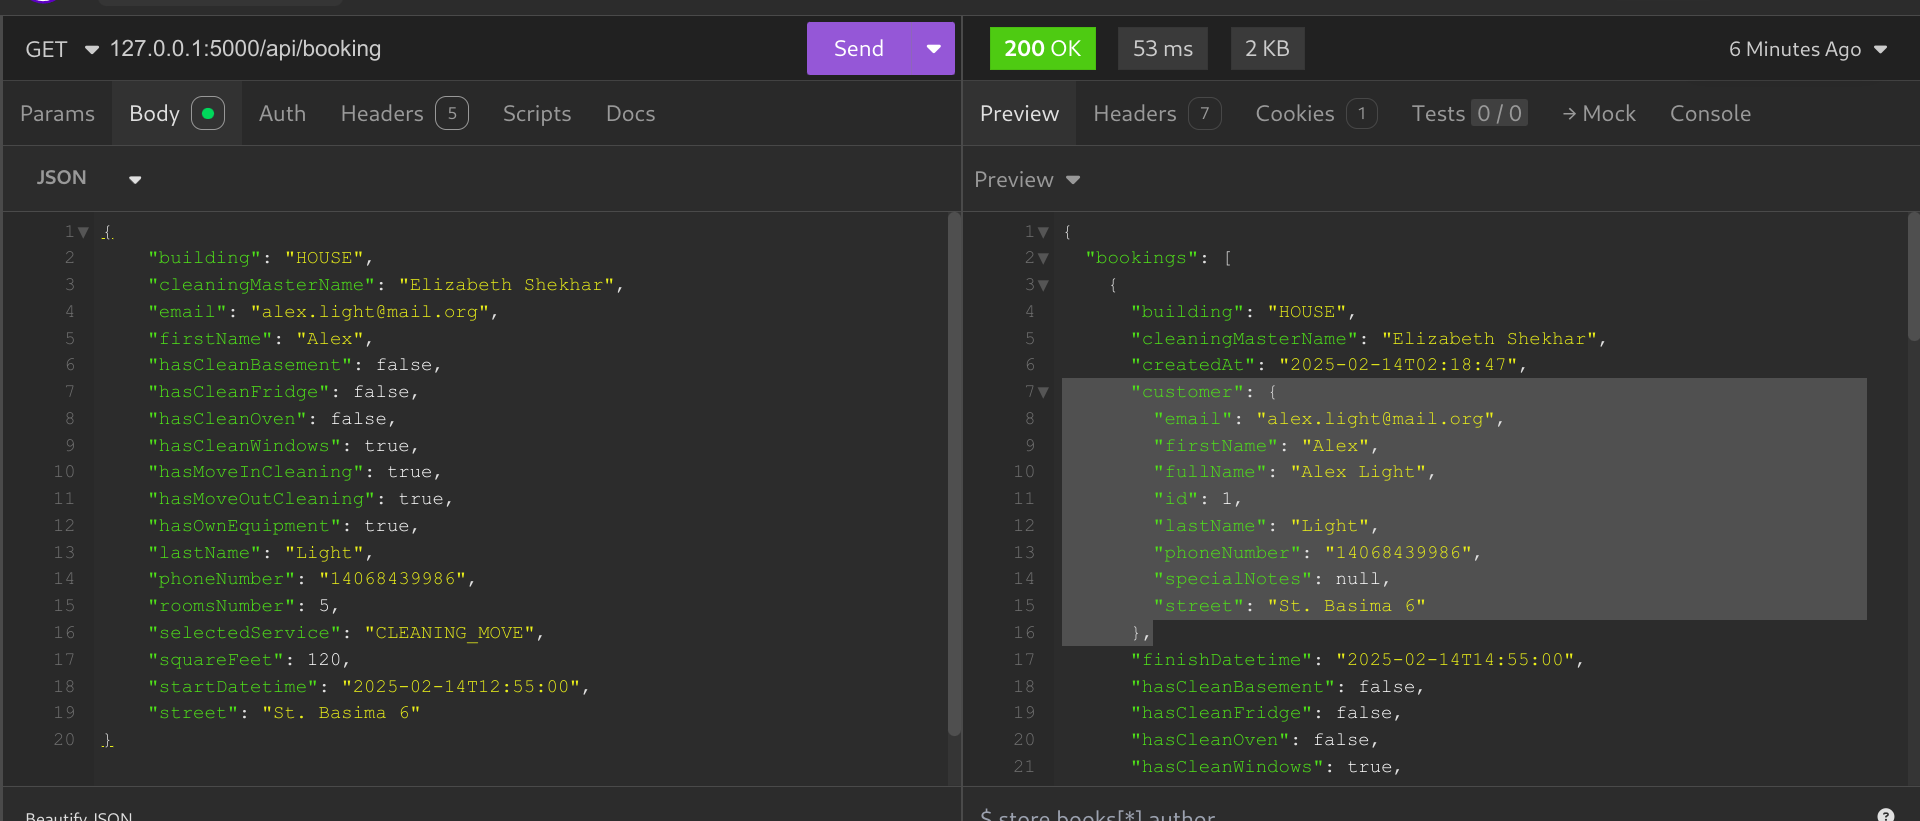 GET 127.0.0.1:5000/api/booking Send 200 OK 53 ms 2 KB 6 Minutes Ago
Params Body Auth Headers 5 Scripts Docs
Preview Headers 7 Cookies 1 Tests 0 / 0 → Mock Console
JSON
Preview
1 {
2 "building": "HOUSE",
3 "cleaningMasterName": "Elizabeth Shekhar",
4 "email": "alex.light@mail.org",
5 "firstName": "Alex",
6 "hasCleanBasement": false,
7 "hasCleanFridge": false,
8 "hasCleanOven": false,
9 "hasCleanWindows": true,
10 "hasMoveInCleaning": true,
11 "hasMoveOutCleaning": true,
12 "hasOwnEquipment": true,
13 "lastName": "Light",
14 "phoneNumber": "14068439986",
15 "roomsNumber": 5,
16 "selectedService": "CLEANING_MOVE",
17 "squareFeet": 120,
18 "startDatetime": "2025-02-14T12:55:00",
19 "street": "St. Basima 6"
20 }
Beautify JSON
1 {
2 "bookings": [
3 {
4 "building": "HOUSE",
5 "cleaningMasterName": "Elizabeth Shekhar",
6 "createdAt": "2025-02-14T02:18:47",
7 "customer": {
8 "email": "alex.light@mail.org",
9 "firstName": "Alex",
10 "fullName": "Alex Light",
11 "id": 1,
12 "lastName": "Light",
13 "phoneNumber": "14068439986",
14 "specialNotes": null,
15 "street": "St. Basima 6"
16 },
17 "finishDatetime": "2025-02-14T14:55:00",
18 "hasCleanBasement": false,
19 "hasCleanFridge": false,
20 "hasCleanOven": false,
21 "hasCleanWindows": true,
$.store.books[*].author
?